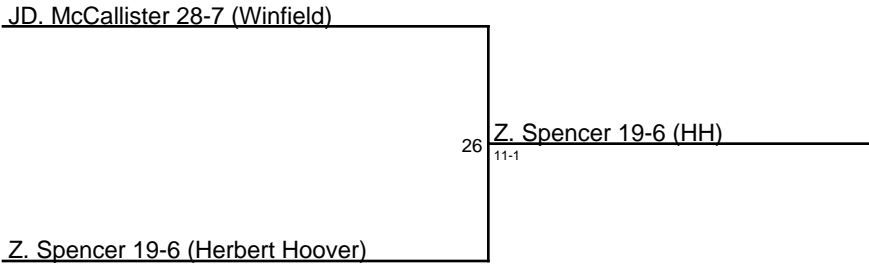 JD. McCallister 28-7 (Winfield)
26
Z. Spencer 19-6 (HH)
11-1
Z. Spencer 19-6 (Herbert Hoover)